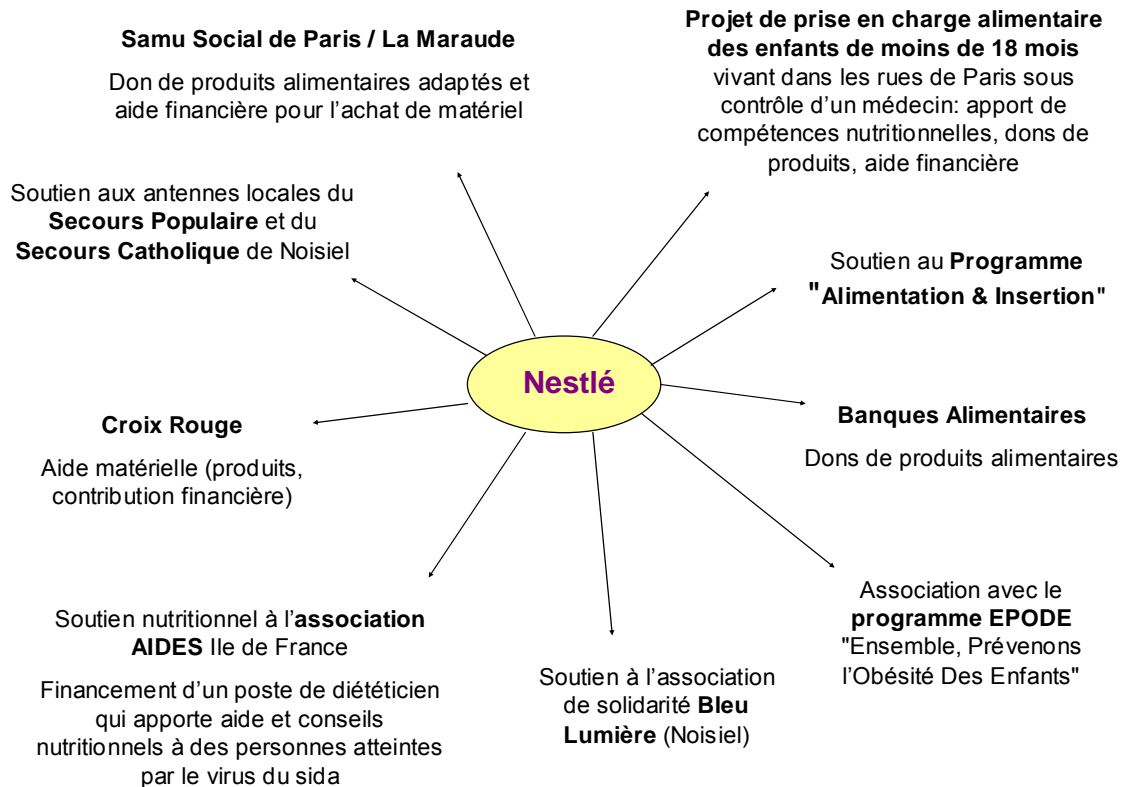 Samu Social de Paris / La Maraude
Don de produits alimentaires adaptés et
aide financière pour l'achat de matériel
Projet de prise en charge alimentaire
des enfants de moins de 18 mois
vivant dans les rues de Paris sous
contrôle d'un médecin: apport de
compétences nutritionnelles, dons de
produits, aide financière
Soutien aux antennes locales du
Secours Populaire et du
Secours Catholique de Noisiel
Soutien au Programme
"Alimentation & Insertion"
Nestlé
Croix Rouge
Aide matérielle (produits,
contribution financière)
Banques Alimentaires
Dons de produits alimentaires
Soutien nutritionnel à l'association
AIDES Ile de France
Financement d'un poste de diététicien
qui apporte aide et conseils
nutritionnels à des personnes atteintes
par le virus du sida
Soutien à l'association
de solidarité Bleu
Lumière (Noisiel)
Association avec le
programme EPODE
"Ensemble, Prévenons
l'Obésité Des Enfants"